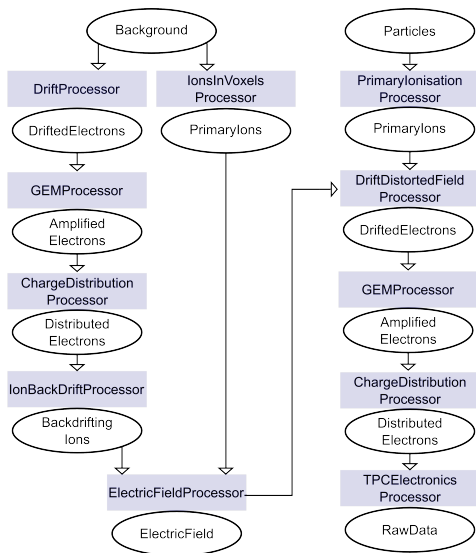 Background
DriftProcessor
DriftedElectrons
GEMProcessor
Amplified
Electrons
ChargeDistribution
Processor
Distributed
Electrons
IonBackDriftProcessor
Backdrifting
Ions
IonsInVoxels
Processor
PrimaryIons
ElectricFieldProcessor
ElectricField
Particles
PrimaryIonisation
Processor
PrimaryIons
DriftDistortedField
Processor
DriftedElectrons
GEMProcessor
Amplified
Electrons
ChargeDistribution
Processor
Distributed
Electrons
TPCElectronics
Processor
RawData